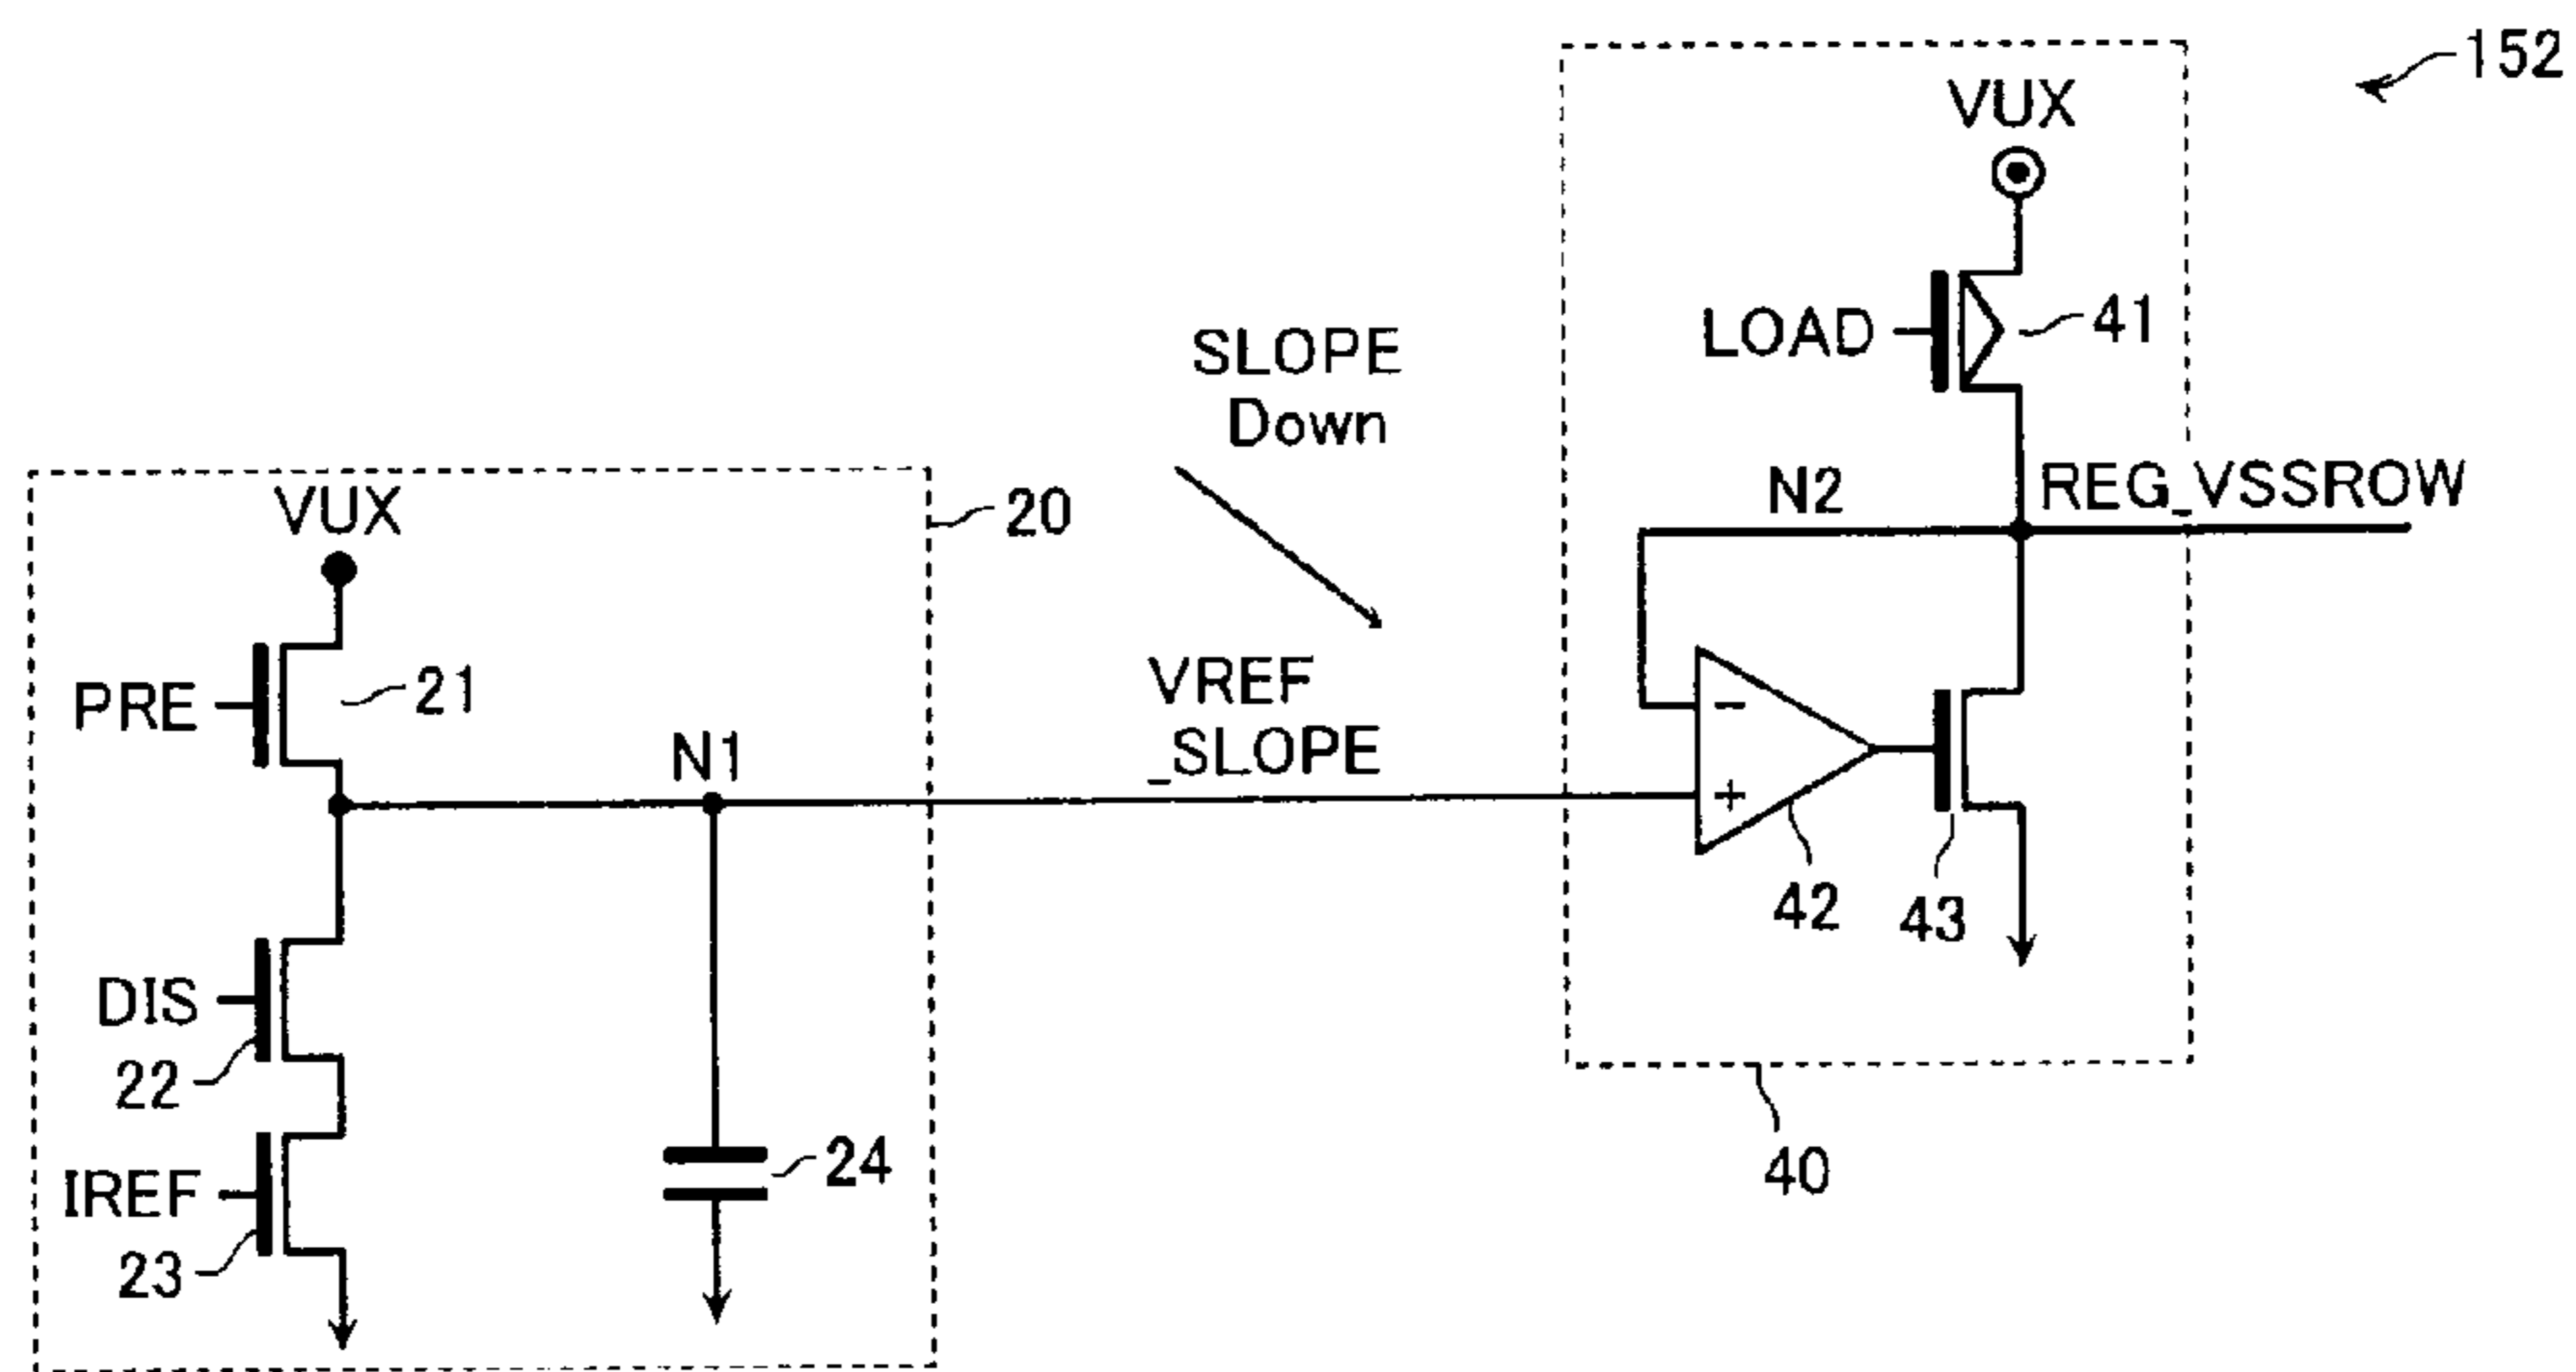 152
VUX
LOAD
41
SLOPE
Down
N2
REG_VSSROW
VUX
20
PRE
21
N1
VREF
_SLOPE
−
+
42
43
DIS
22
IREF
23
24
40